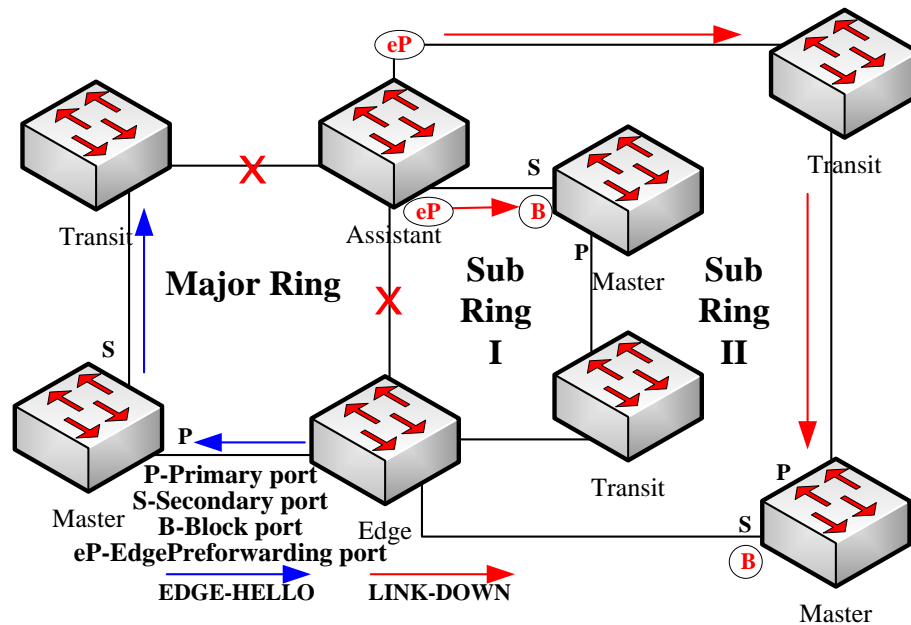 eP
Transit
X
S
Transit
Assistant
eP
B
P
Master
Major Ring
Sub
Ring
I
Sub
Ring
II
X
S
P
Master
P-Primary port
S-Secondary port
B-Block port
eP-EdgePreforwarding port
Edge
Transit
P
S
B
Master
EDGE-HELLO
LINK-DOWN